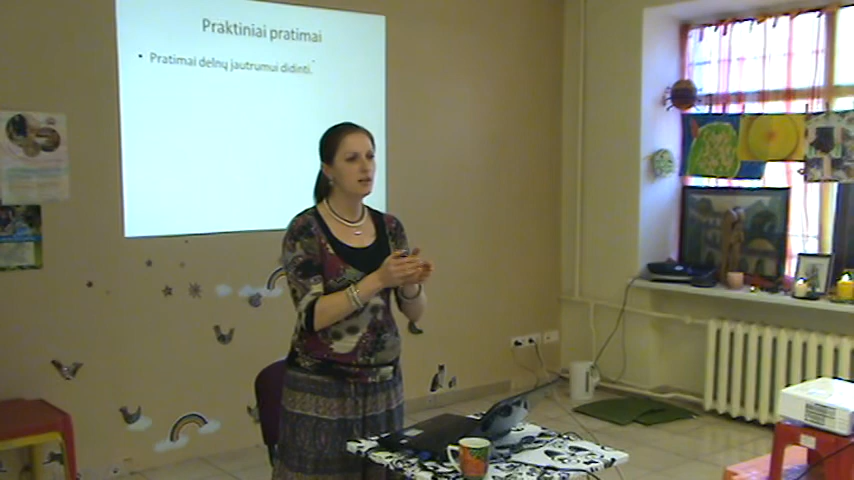 Praktiniai pratimai
• Pratimai delnų jautrumui didinti.